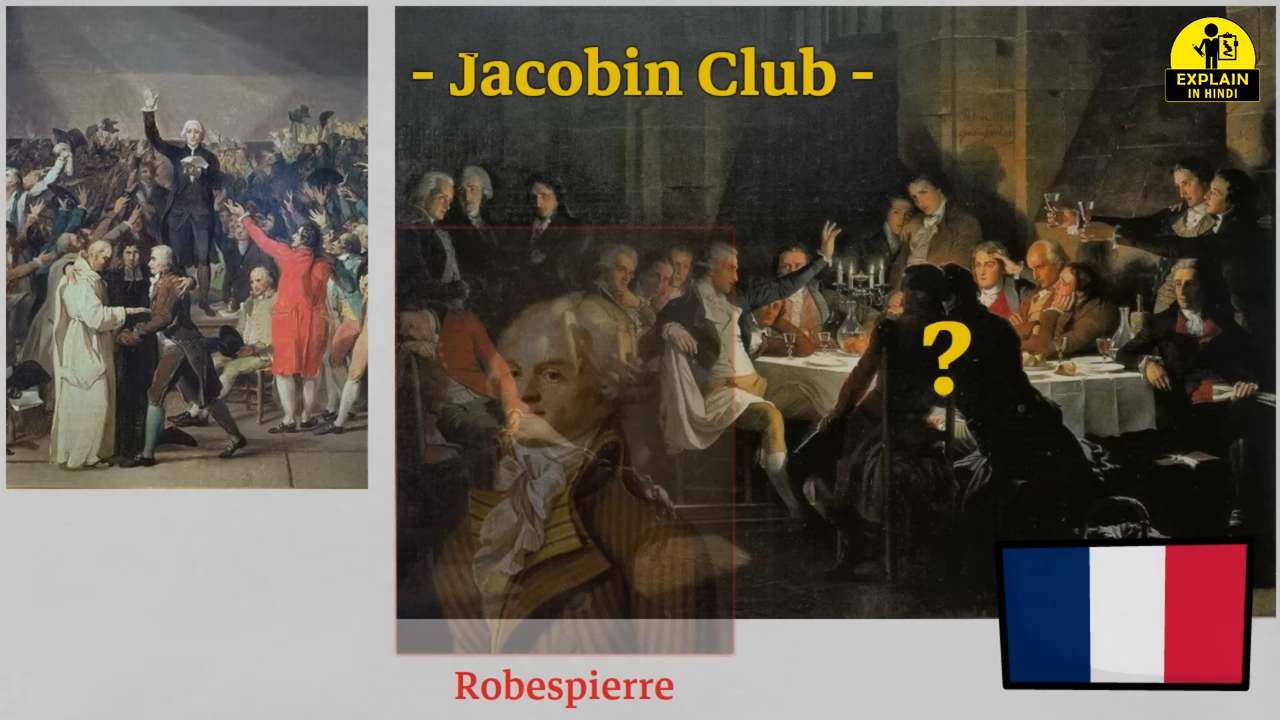 - Jacobin Club -
EXPLAIN
IN HINDI
?
Robespierre